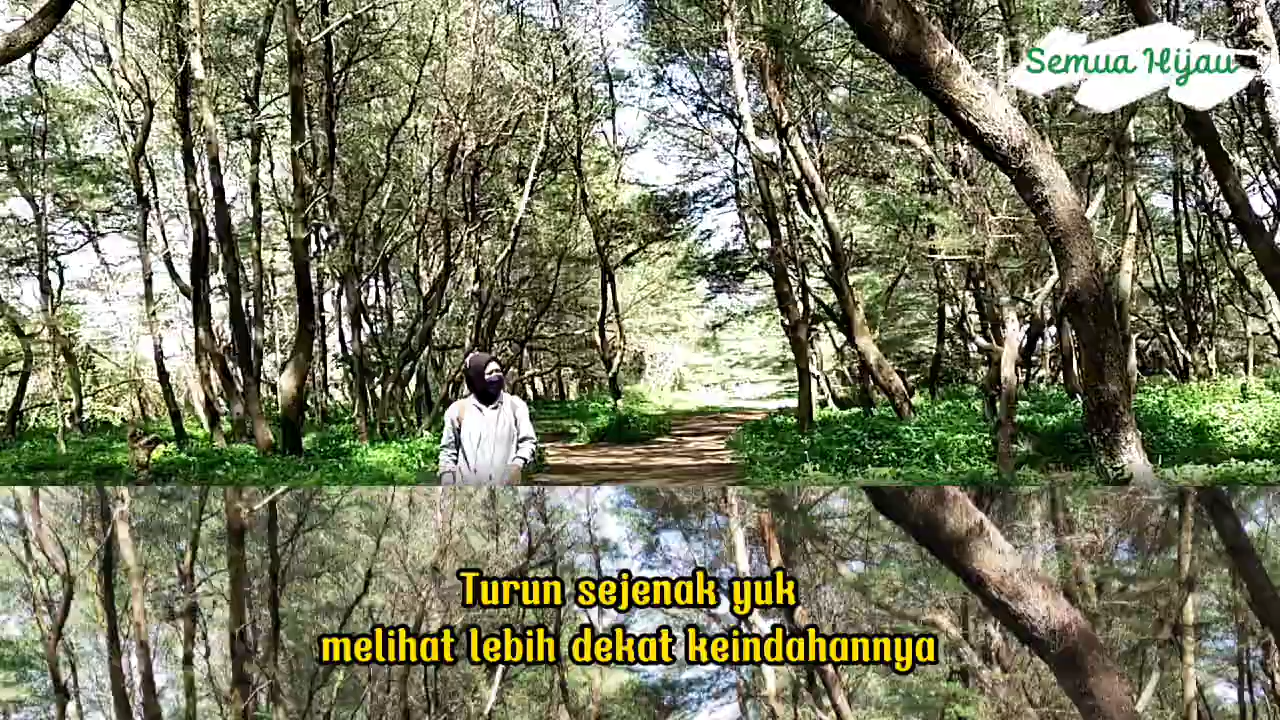 Semua Hijau
Turun sejenak yuk
melihat lebih dekat keindahannya